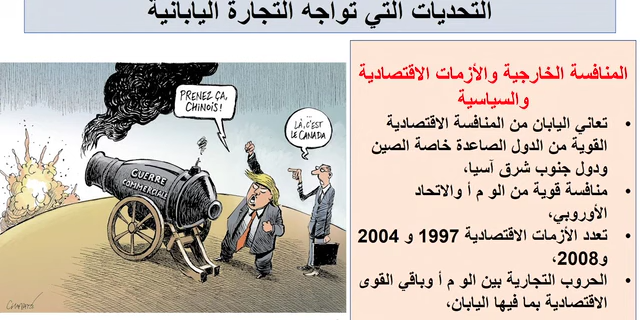 التحديات التي تواجه التجارة اليابانية
المنافسة الخارجية والأزمات الاقتصادية
والسياسية
• تعاني اليابان من المنافسة الاقتصادية
القوية من الدول الصاعدة خاصة الصين
ودول جنوب شرق آسيا،
• منافسة قوية من الو م أ والاتحاد
الأوروبي،
• تعدد الأزمات الاقتصادية 1997 و 2004
و2008،
• الحروب التجارية بين الو م أ وباقي القوى
الاقتصادية بما فيها اليابان،
PRENEZ ÇA,
CHINOIS!
LÀ, C'EST
LE CANADA
GUERRE
COMMERCIALE
CHAPPATTE